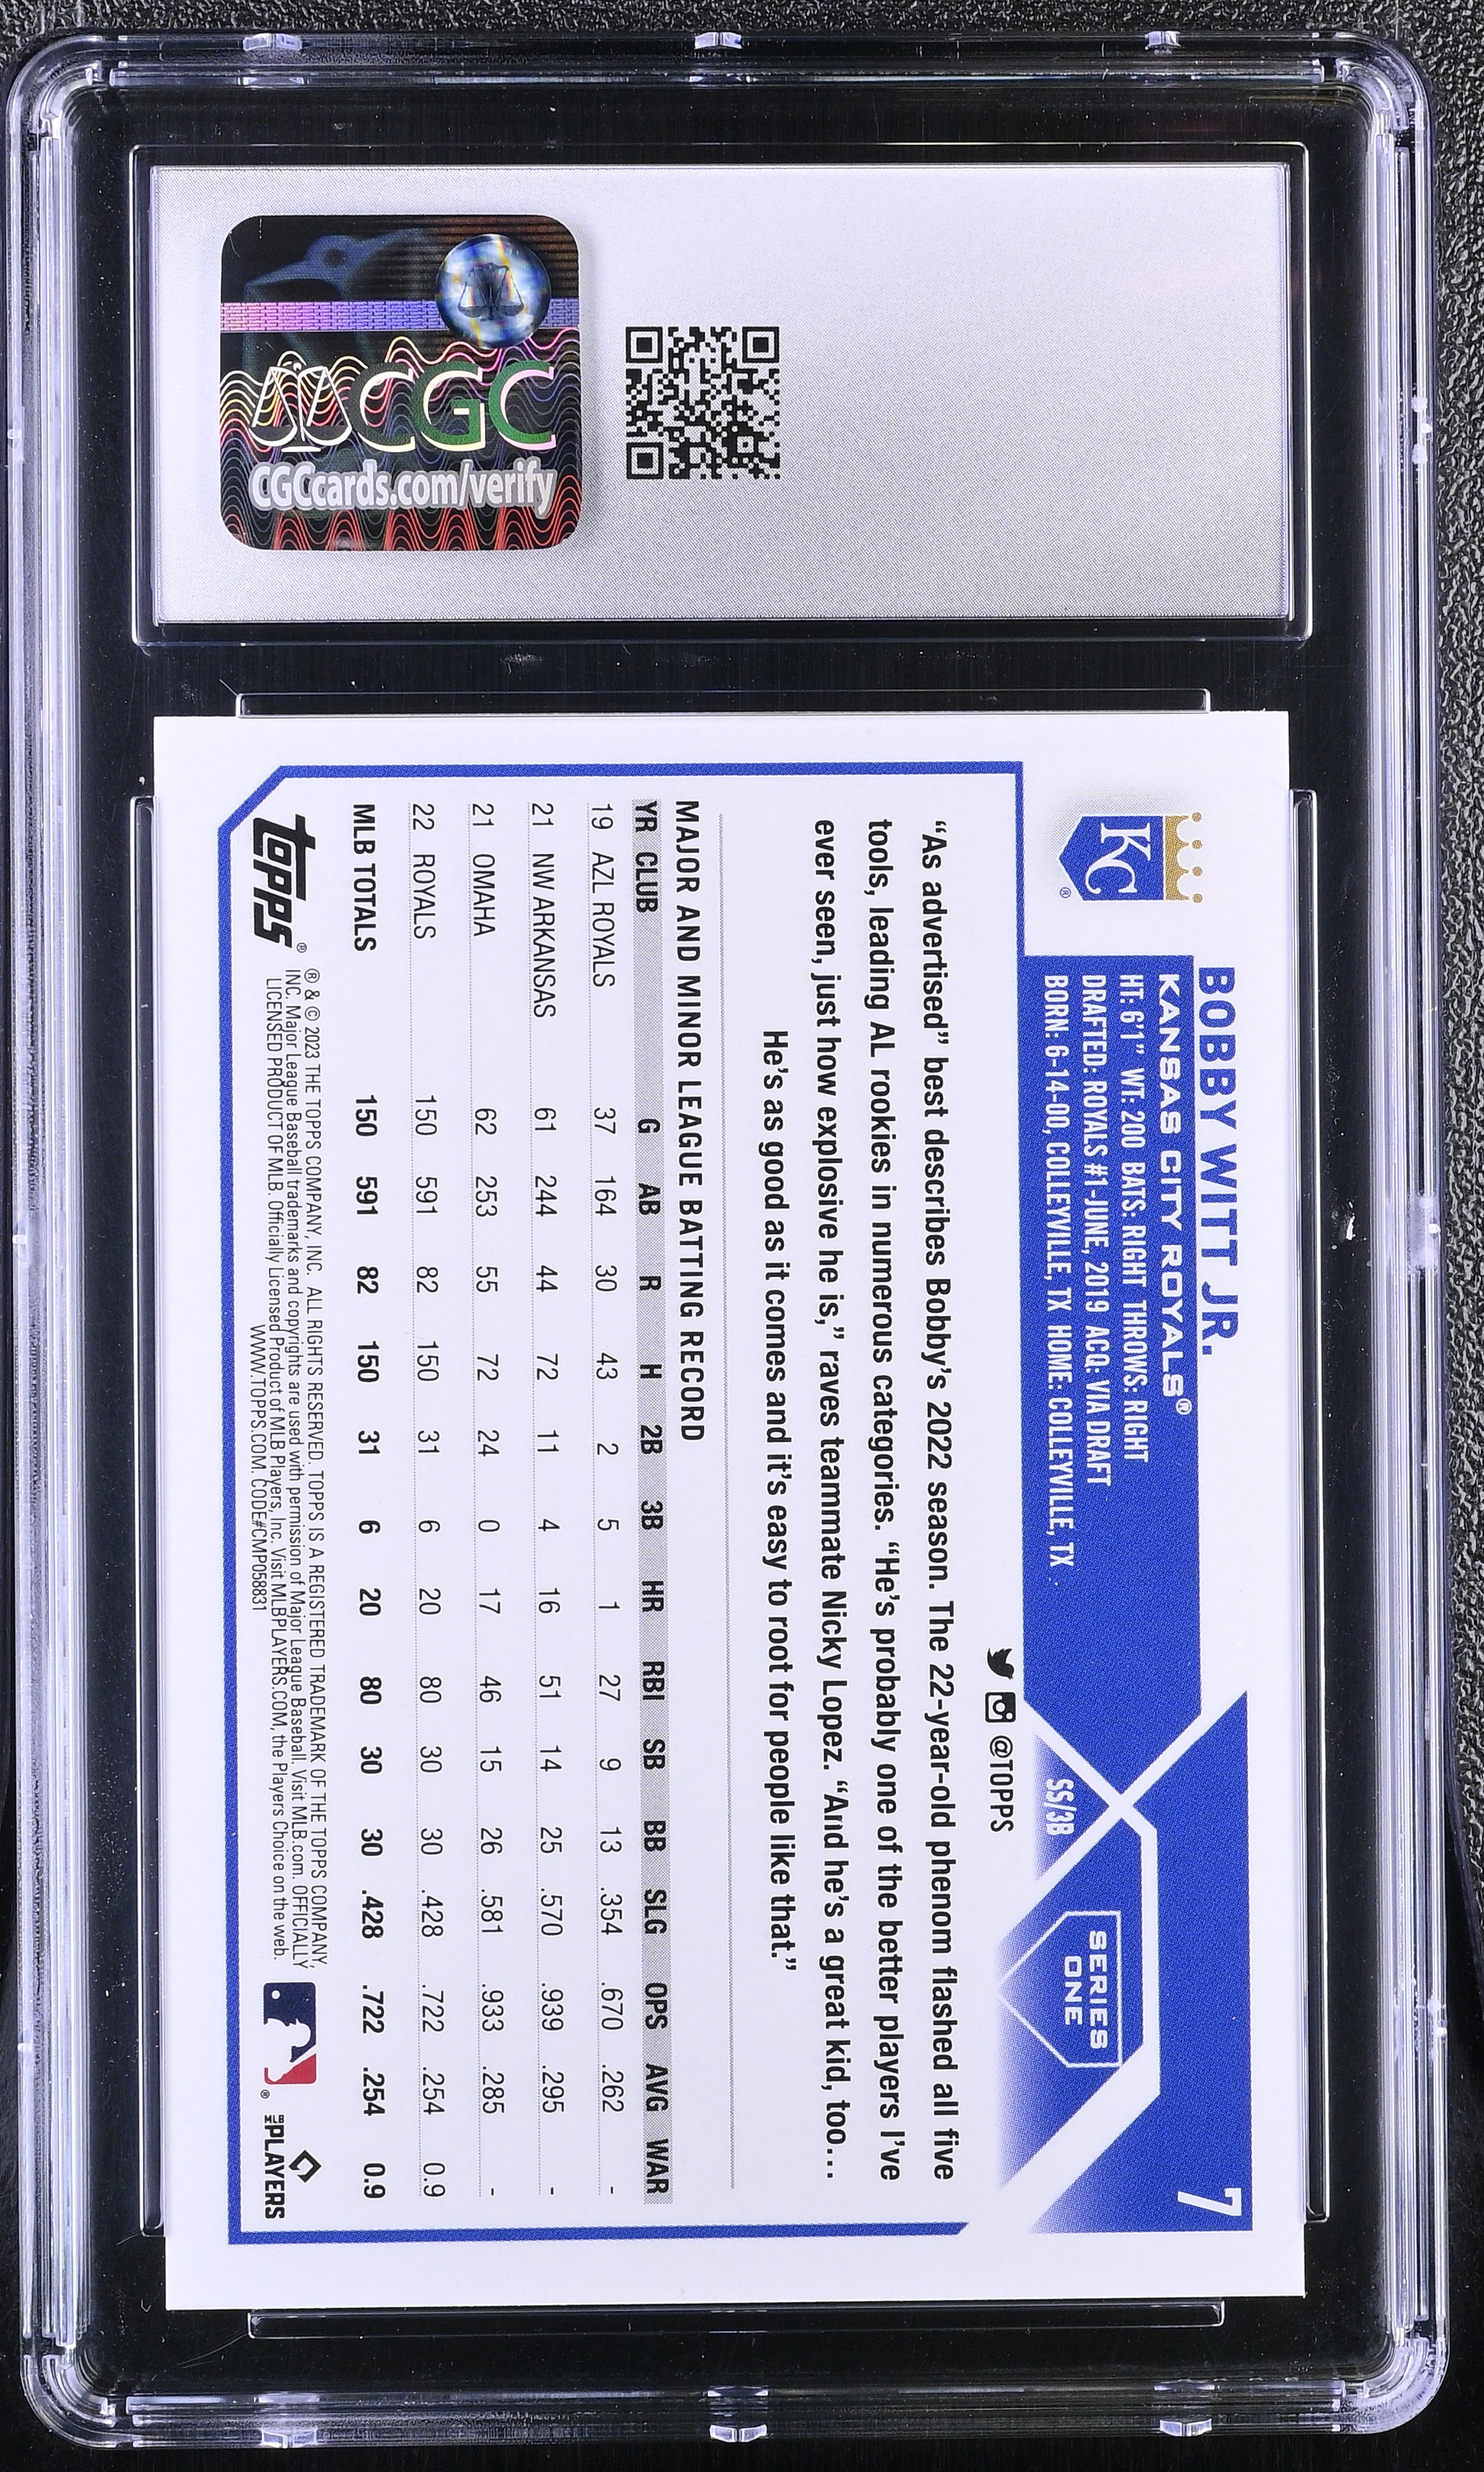 CGC
CGCcards.com/verify
KC®
BOBBY WITT JR.
KANSAS CITY ROYALS®
HT: 6'1" WT: 200 BATS: RIGHT THROWS: RIGHT
DRAFTED: ROYALS #1-JUNE, 2019 ACQ: VIA DRAFT
BORN: 6-14-00, COLLEYVILLE, TX HOME: COLLEYVILLE, TX
SS/3B
SERIES
ONE
7
@TOPPS
“As advertised” best describes Bobby’s 2022 season. The 22-year-old phenom flashed all five
tools, leading AL rookies in numerous categories. “He’s probably one of the better players I’ve
ever seen, just how explosive he is,” raves teammate Nicky Lopez. “And he’s a great kid, too…
He’s as good as it comes and it’s easy to root for people like that.”
MAJOR AND MINOR LEAGUE BATTING RECORD
YR CLUB G AB R H 2B 3B HR RBI SB BB SLG OPS AVG WAR
19 AZL ROYALS 37 164 30 43 2 5 1 27 9 13 .354 .670 .262 -
21 NW ARKANSAS 61 244 44 72 11 4 16 51 14 25 .570 .939 .295 -
21 OMAHA 62 253 55 72 24 0 17 46 15 26 .581 .933 .285 -
22 ROYALS 150 591 82 150 31 6 20 80 30 30 .428 .722 .254 0.9
MLB TOTALS 150 591 82 150 31 6 20 80 30 30 .428 .722 .254 0.9
topps®
® & © 2023 THE TOPPS COMPANY, INC. ALL RIGHTS RESERVED. TOPPS IS A REGISTERED TRADEMARK OF THE TOPPS COMPANY,
INC. Major League Baseball trademarks and copyrights are used with permission of Major League Baseball. Visit MLB.com. OFFICIALLY
LICENSED PRODUCT OF MLB. Officially Licensed Product of MLB Players, Inc. Visit MLBPLAYERS.COM, the Players Choice on the web.
WWW.TOPPS.COM. CODE#CMP058831
®
MLB PLAYERS